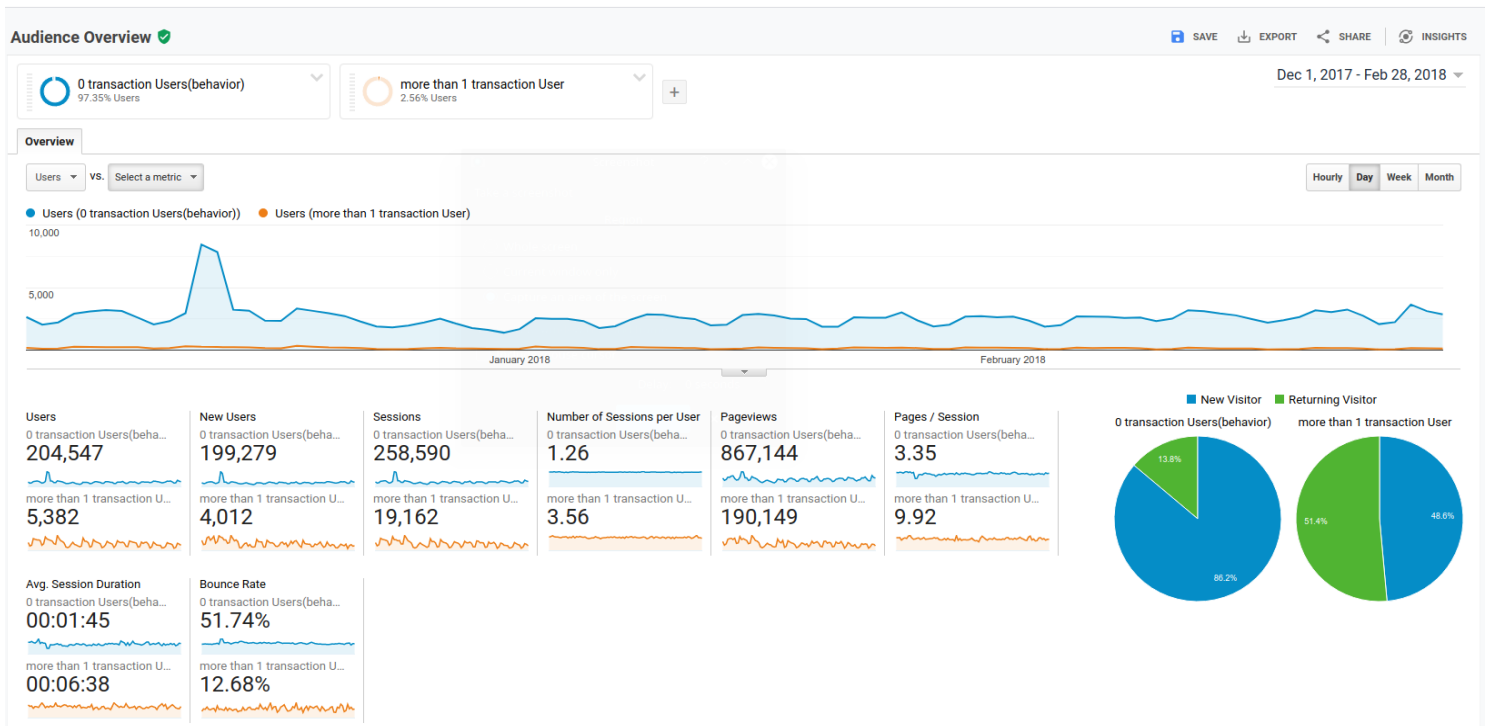 Audience Overview
SAVE EXPORT SHARE INSIGHTS
0 transaction Users(behavior)
97.35% Users
more than 1 transaction User
2.56% Users
+
Dec 1, 2017 - Feb 28, 2018
Overview
Users VS. Select a metric
Hourly Day Week Month
Users (0 transaction Users(behavior)) Users (more than 1 transaction User)
10,000
5,000
January 2018 February 2018
Users
0 transaction Users(beha...
204,547
more than 1 transaction U...
5,382
New Users
0 transaction Users(beha...
199,279
more than 1 transaction U...
4,012
Sessions
0 transaction Users(beha...
258,590
more than 1 transaction U...
19,162
Number of Sessions per User
0 transaction Users(beha...
1.26
more than 1 transaction U...
3.56
Pageviews
0 transaction Users(beha...
867,144
more than 1 transaction U...
190,149
Pages / Session
0 transaction Users(beha...
3.35
more than 1 transaction U...
9.92
New Visitor Returning Visitor
0 transaction Users(behavior)
13.8%
86.2%
more than 1 transaction User
51.4%
48.6%
Avg. Session Duration
0 transaction Users(beha...
00:01:45
more than 1 transaction U...
00:06:38
Bounce Rate
0 transaction Users(beha...
51.74%
more than 1 transaction U...
12.68%